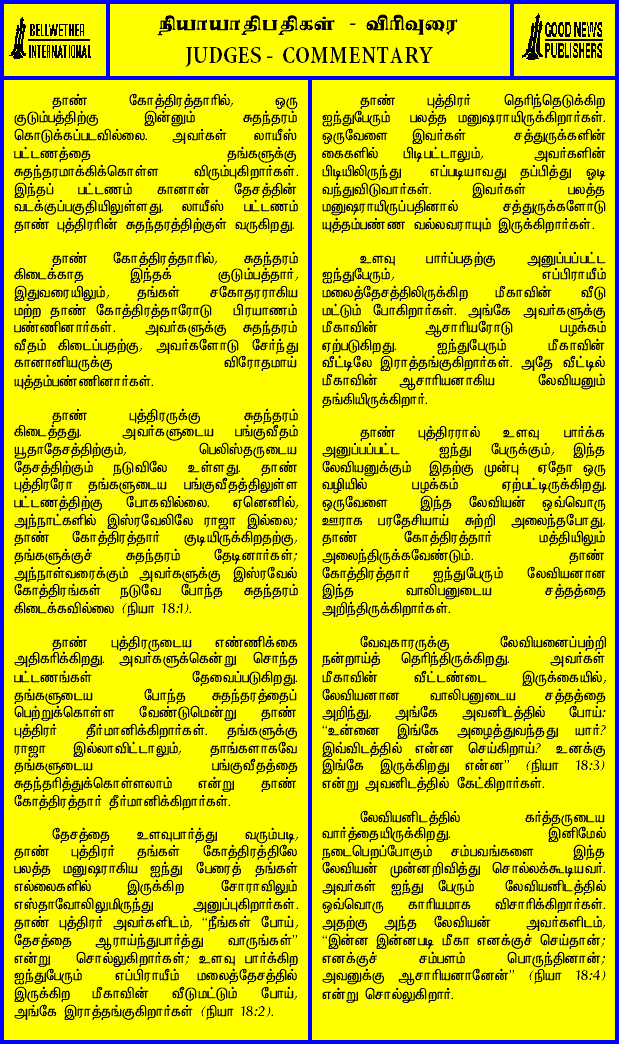 BELLWETHER
INTERNATIONAL
நியாயாதிபதிகள் - விரிவுரை
JUDGES - COMMENTARY
GOOD NEWS
PUBLISHERS
தாண் கோத்திரத்தாரில், ஒரு
குடும்பத்திற்கு இன்னும் சுதந்தரம்
கொடுக்கப்படவில்லை. அவர்கள் லாயீஸ்
பட்டணத்தை தங்களுக்கு
சுதந்தரமாக்கிக்கொள்ள விரும்புகிறார்கள்.
இந்தப் பட்டணம் கானான் தேசத்தின்
வடக்குப்பகுதியிலுள்ளது. லாயீஸ் பட்டணம்
தாண் புத்திரரின் சுதந்தரத்திற்குள் வருகிறது.
தாண் கோத்திரத்தாரில், சுதந்தரம்
கிடைக்காத இந்தக் குடும்பத்தார்,
இதுவரையிலும், தங்கள் சகோதரராகிய
மற்ற தாண் கோத்திரத்தாரோடு பிரயாணம்
பண்ணினார்கள். அவர்களுக்கு சுதந்தரம்
வீதம் கிடைப்பதற்கு, அவர்களோடு சேர்ந்து
கானானியருக்கு விரோதமாய்
யுத்தம்பண்ணினார்கள்.
தாண் புத்திரருக்கு சுதந்தரம்
கிடைத்தது. அவர்களுடைய பங்குவீதம்
யூதாதேசத்திற்கும், பெலிஸ்தருடைய
தேசத்திற்கும் நடுவிலே உள்ளது. தாண்
புத்திரரோ தங்களுடைய பங்குவீதத்திலுள்ள
பட்டணத்திற்கு போகவில்லை. ஏனெனில்,
அந்நாட்களில் இஸ்ரவேலிலே ராஜா இல்லை;
தாண் கோத்திரத்தார் குடியிருக்கிறதற்கு,
தங்களுக்குச் சுதந்தரம் தேடினார்கள்;
அந்நாள்வரைக்கும் அவர்களுக்கு இஸ்ரவேல்
கோத்திரங்கள் நடுவே போந்த சுதந்தரம்
கிடைக்கவில்லை (நியா 18:1).
தாண் புத்திரருடைய எண்ணிக்கை
அதிகரிக்கிறது. அவர்களுக்கென்று சொந்த
பட்டணங்கள் தேவைப்படுகிறது.
தங்களுடைய போந்த சுதந்தரத்தைப்
பெற்றுக்கொள்ள வேண்டுமென்று தாண்
புத்திரர் தீர்மானிக்கிறார்கள். தங்களுக்கு
ராஜா இல்லாவிட்டாலும், தாங்களாகவே
தங்களுடைய பங்குவீதத்தை
சுதந்தரித்துக்கொள்ளலாம் என்று தாண்
கோத்திரத்தார் தீர்மானிக்கிறார்கள்.
தேசத்தை உளவுபார்த்து வரும்படி,
தாண் புத்திரர் தங்கள் கோத்திரத்திலே
பலத்த மனுஷராகிய ஐந்து பேரைத் தங்கள்
எல்லைகளில் இருக்கிற சோராவிலும்
எஸ்தாவோலிலுமிருந்து அனுப்புகிறார்கள்.
தாண் புத்திரர் அவர்களிடம், "நீங்கள் போய்,
தேசத்தை ஆராய்ந்துபார்த்து வாருங்கள்"
என்று சொல்லுகிறார்கள்; உளவு பார்க்கிற
ஐந்துபேரும் எப்பிராயீம் மலைத்தேசத்தில்
இருக்கிற மீகாவின் வீடுமட்டும் போய்,
அங்கே இராத்தங்குகிறார்கள் (நியா 18:2).
தாண் புத்திரர் தெரிந்தெடுக்கிற
ஐந்துபேரும் பலத்த மனுஷராயிருக்கிறார்கள்.
ஒருவேளை இவர்கள் சத்துருக்களின்
கைகளில் பிடிபட்டாலும், அவர்களின்
பிடியிலிருந்து எப்படியாவது தப்பித்து ஓடி
வந்துவிடுவார்கள். இவர்கள் பலத்த
மனுஷராயிருப்பதினால் சத்துருக்களோடு
யுத்தம்பண்ண வல்லவராயும் இருக்கிறார்கள்.
உளவு பார்ப்பதற்கு அனுப்பப்பட்ட
ஐந்துபேரும், எப்பிராயீம்
மலைத்தேசத்திலிருக்கிற மீகாவின் வீடு
மட்டும் போகிறார்கள். அங்கே அவர்களுக்கு
மீகாவின் ஆசாரியரோடு பழக்கம்
ஏற்படுகிறது. ஐந்துபேரும் மீகாவின்
வீட்டிலே இராத்தங்குகிறார்கள். அதே வீட்டில்
மீகாவின் ஆசாரியனாகிய லேவியனும்
தங்கியிருக்கிறார்.
தாண் புத்திரரால் உளவு பார்க்க
அனுப்பப்பட்ட ஐந்து பேருக்கும், இந்த
லேவியனுக்கும் இதற்கு முன்பு ஏதோ ஒரு
வழியில் பழக்கம் ஏற்பட்டிருக்கிறது.
ஒருவேளை இந்த லேவியன் ஒவ்வொரு
ஊராக பரதேசியாய் சுற்றி அலைந்தபோது,
தாண் கோத்திரத்தார் மத்தியிலும்
அலைந்திருக்கவேண்டும். தாண்
கோத்திரத்தார் ஐந்துபேரும் லேவியனான
இந்த வாலிபனுடைய சத்தத்தை
அறிந்திருக்கிறார்கள்.
வேவுகாரருக்கு லேவியனைப்பற்றி
நன்றாய்த் தெரிந்திருக்கிறது. அவர்கள்
மீகாவின் வீட்டண்டை இருக்கையில்,
லேவியனான வாலிபனுடைய சத்தத்தை
அறிந்து, அங்கே அவனிடத்தில் போய்:
"உன்னை இங்கே அழைத்துவந்தது யார்?
இவ்விடத்தில் என்ன செய்கிறாய்? உனக்கு
இங்கே இருக்கிறது என்ன" (நியா 18:3)
என்று அவனிடத்தில் கேட்கிறார்கள்.
லேவியனிடத்தில் கர்த்தருடைய
வார்த்தையிருக்கிறது. இனிமேல்
நடைபெறப்போகும் சம்பவங்களை இந்த
லேவியன் முன்னறிவித்து சொல்லக்கூடியவர்.
அவர்கள் ஐந்து பேரும் லேவியனிடத்தில்
ஒவ்வொரு காரியமாக விசாரிக்கிறார்கள்.
அதற்கு அந்த லேவியன் அவர்களிடம்,
"இன்ன இன்னபடி மீகா எனக்குச் செய்தான்;
எனக்குச் சம்பளம் பொருந்தினான்;
அவனுக்கு ஆசாரியனானேன்" (நியா 18:4)
என்று சொல்லுகிறார்.